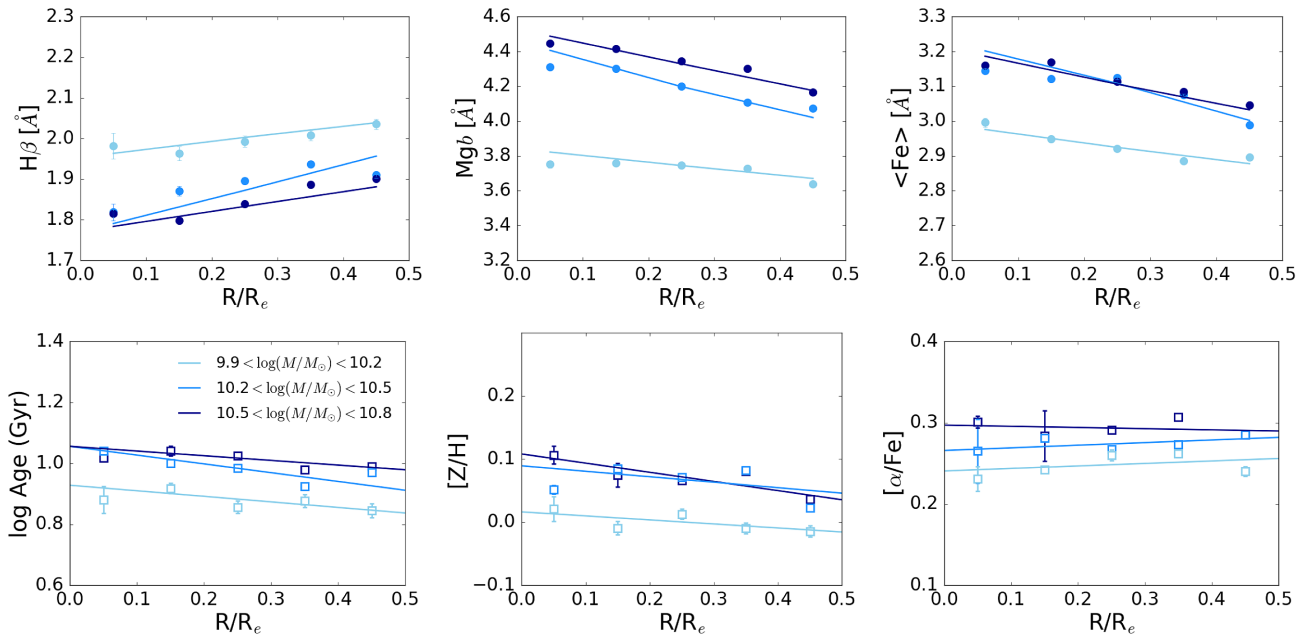 2.3
2.2
2.1
2.0
1.9
1.8
1.7
Hβ [Å]
0.0 0.1 0.2 0.3 0.4 0.5
R/R_e
4.6
4.4
4.2
4.0
3.8
3.6
3.4
3.2
Mgb [Å]
0.0 0.1 0.2 0.3 0.4 0.5
R/R_e
3.3
3.2
3.1
3.0
2.9
2.8
2.7
2.6
<Fe> [Å]
0.0 0.1 0.2 0.3 0.4 0.5
R/R_e
1.4
1.2
1.0
0.8
0.6
log Age (Gyr)
9.9 < log(M/M_⊙) < 10.2
10.2 < log(M/M_⊙) < 10.5
10.5 < log(M/M_⊙) < 10.8
0.0 0.1 0.2 0.3 0.4 0.5
R/R_e
0.2
0.1
0.0
−0.1
[Z/H]
0.0 0.1 0.2 0.3 0.4 0.5
R/R_e
0.4
0.3
0.2
0.1
[α/Fe]
0.0 0.1 0.2 0.3 0.4 0.5
R/R_e